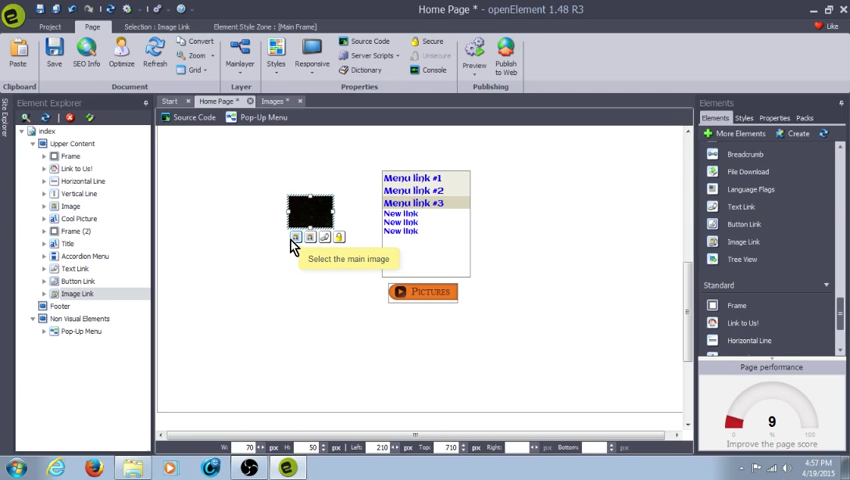 Home Page * - openElement 1.48 R3
Project
Page
Selection : Image Link
Element Style Zone : [Main Frame]
Like
Paste
Save
SEO Info
Optimize
Refresh
Convert
Zoom
Grid
Mainlayer
Styles
Responsive
Source Code
Server Scripts
Dictionary
Secure
Unsecure
Console
Preview
Publish
to Web
Clipboard
Document
Layer
Properties
Publishing
Site Explorer
Element Explorer
index
Upper Content
Frame
Link to Us!
Horizontal Line
Vertical Line
Image
Cool Picture
Frame (2)
Title
Accordion Menu
Text Link
Button Link
Image Link
Footer
Non Visual Elements
Pop-Up Menu
Start
Home Page *
Images *
Source Code
Pop-Up Menu
Menu link #1
Menu link #2
Menu link #3
New link
New link
New link
Select the main image
Pictures
W: 70 px H: 50 px Left: 210 px Top: 710 px Right: px Bottom: px
Elements
Elements
Styles
Properties
Packs
More Elements
Create
Breadcrumb
File Download
Language Flags
Text Link
Button Link
Image Link
Tree View
Standard
Frame
Link to Us!
Horizontal Line
Page performance
9
0 % 100
Improve the page score
4:57 PM
4/19/2015